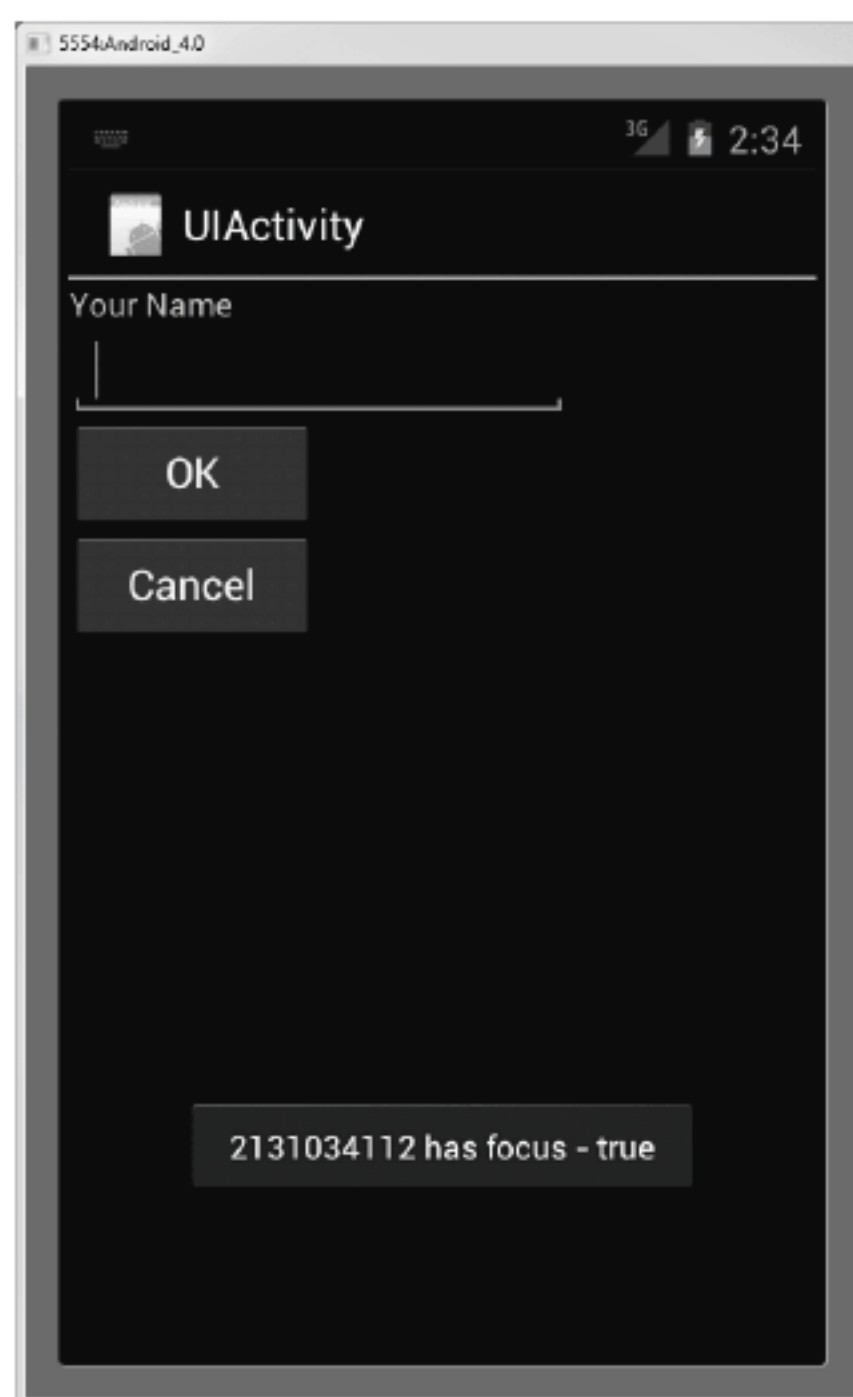 5554:Android_4.0
3G 2:34
UIActivity
Your Name
OK
Cancel
2131034112 has focus - true